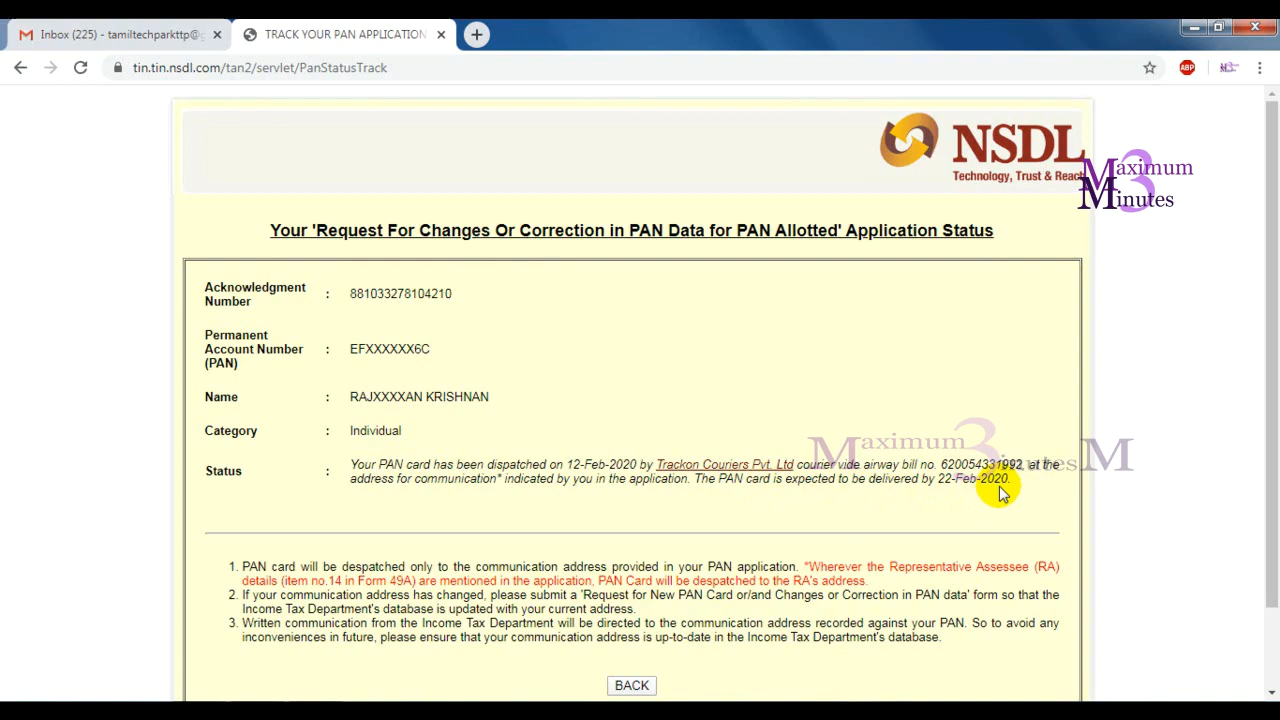 Inbox (225) - tamiltechparkttp@g
TRACK YOUR PAN APPLICATION
tin.tin.nsdl.com/tan2/servlet/PanStatusTrack
ABP
NSDL
Technology, Trust & Reach
Maximum
3
Minutes
Your 'Request For Changes Or Correction in PAN Data for PAN Allotted' Application Status
Acknowledgment
Number : 881033278104210
Permanent
Account Number : EFXXXXXX6C
(PAN)
Name : RAJXXXXAN KRISHNAN
Category : Individual
Maximum 3
Minutes M
Status : Your PAN card has been dispatched on 12-Feb-2020 by Trackon Couriers Pvt. Ltd courier vide airway bill no. 620054331992, at the
address for communication* indicated by you in the application. The PAN card is expected to be delivered by 22-Feb-2020.
1. PAN card will be despatched only to the communication address provided in your PAN application. *Wherever the Representative Assessee (RA)
details (item no.14 in Form 49A) are mentioned in the application, PAN Card will be despatched to the RA's address.
2. If your communication address has changed, please submit a 'Request for New PAN Card or/and Changes or Correction in PAN data' form so that the
Income Tax Department's database is updated with your current address.
3. Written communication from the Income Tax Department will be directed to the communication address recorded against your PAN. So to avoid any
inconveniences in future, please ensure that your communication address is up-to-date in the Income Tax Department's database.
BACK